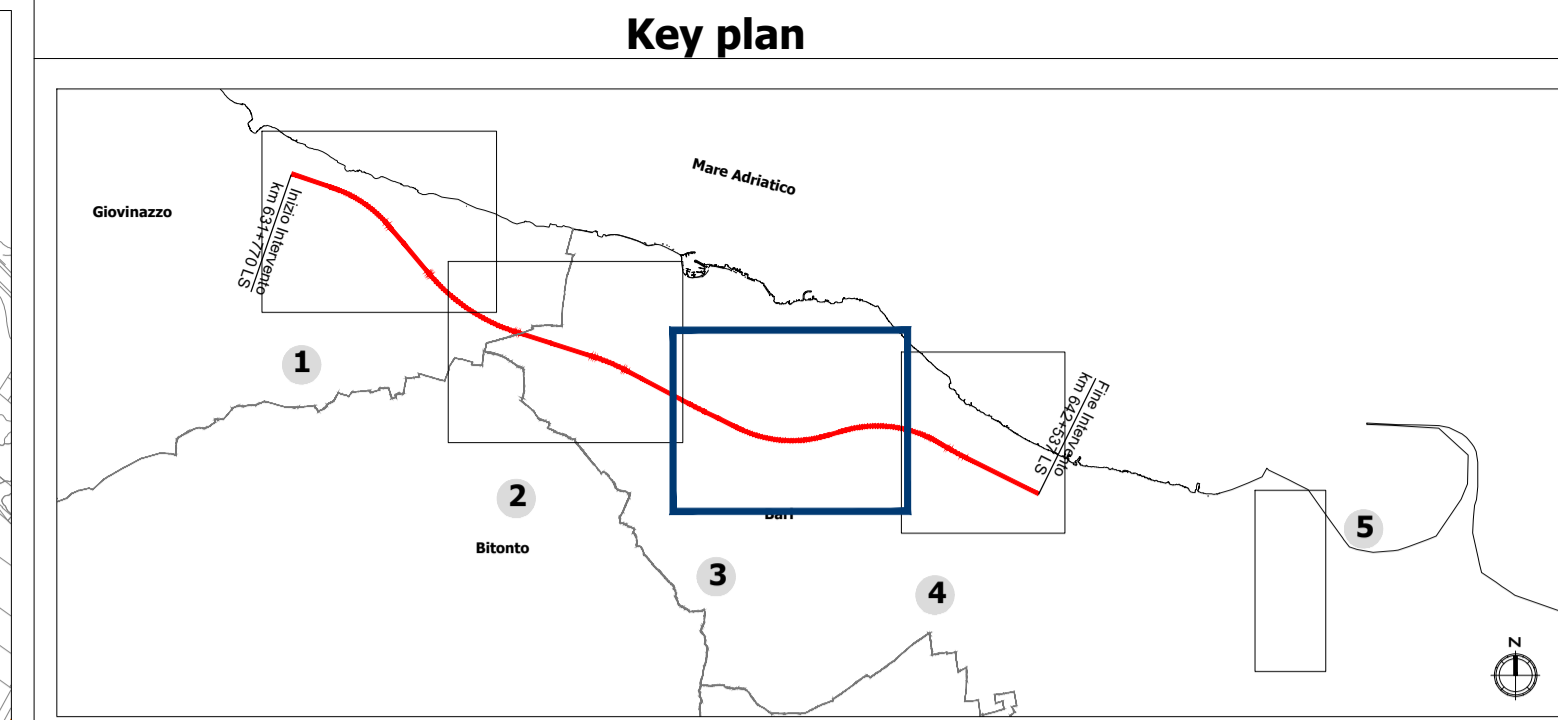 Key plan
Mare Adriatico
Giovinazzo
Inizio Intervento
km 631+770 LS
1
Fine Intervento
km 642+537 LS
2
Bari
5
Bitonto
3
4
N